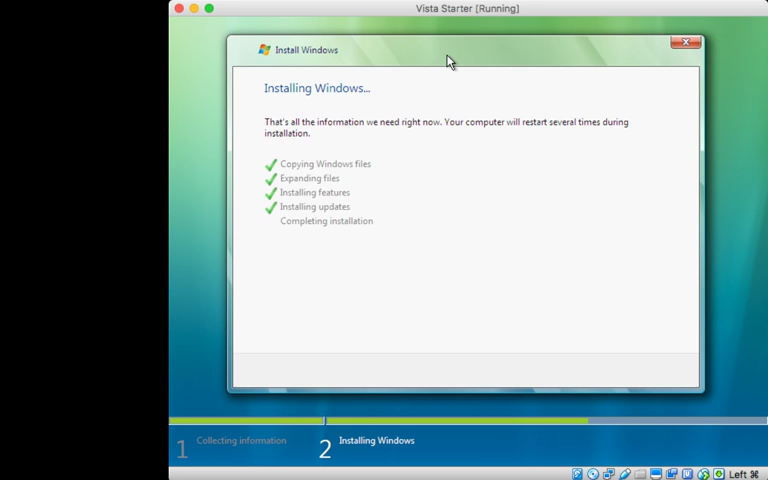 Vista Starter [Running]
Install Windows
Installing Windows...
That's all the information we need right now. Your computer will restart several times during
installation.
Copying Windows files
Expanding files
Installing features
Installing updates
Completing installation
1 Collecting information
2 Installing Windows
Left ⌘